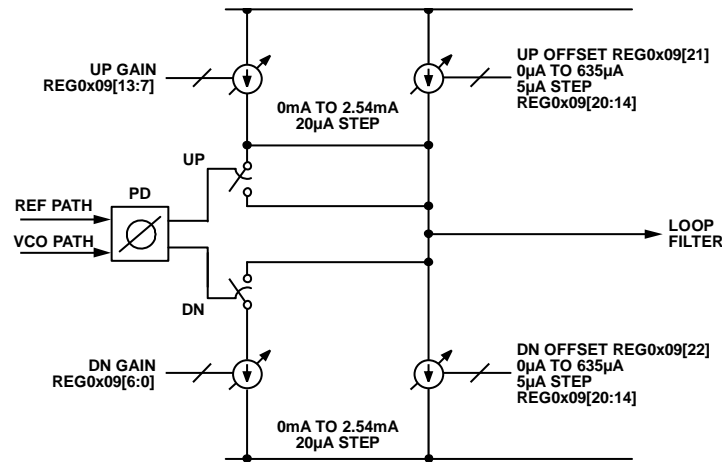 UP GAIN
REG0x09[13:7]
UP OFFSET REG0x09[21]
0µA TO 635µA
5µA STEP
REG0x09[20:14]
0mA TO 2.54mA
20µA STEP
UP
PD
REF PATH
VCO PATH
LOOP
FILTER
DN
DN GAIN
REG0x09[6:0]
DN OFFSET REG0x09[22]
0µA TO 635µA
5µA STEP
REG0x09[20:14]
0mA TO 2.54mA
20µA STEP